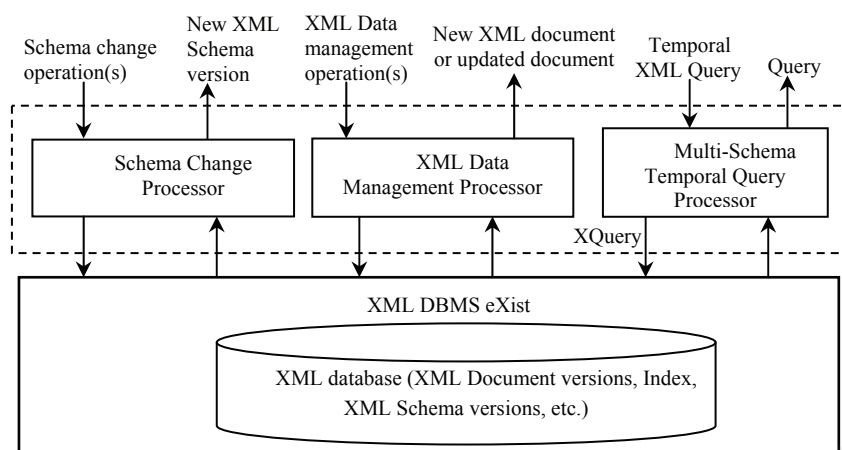 Schema change
operation(s)
New XML
Schema
version
XML Data
management
operation(s)
New XML document
or updated document
Temporal
XML Query
Query
Schema Change
Processor
XML Data
Management Processor
Multi-Schema
Temporal Query
Processor
XQuery
XML DBMS eXist
XML database (XML Document versions, Index,
XML Schema versions, etc.)